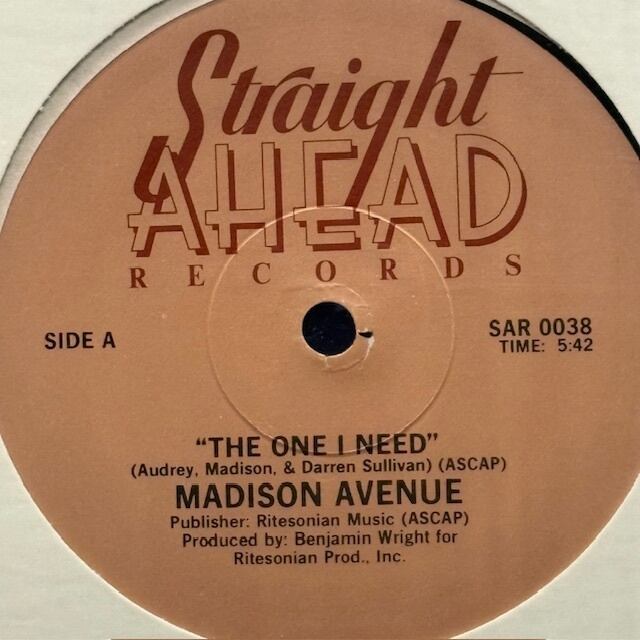 Straight
AHEAD
RECORDS
SIDE A
SAR 0038
TIME: 5:42
"THE ONE I NEED"
(Audrey, Madison, & Darren Sullivan) (ASCAP)
MADISON AVENUE
Publisher: Ritesonian Music (ASCAP)
Produced by: Benjamin Wright for
Ritesonian Prod., Inc.